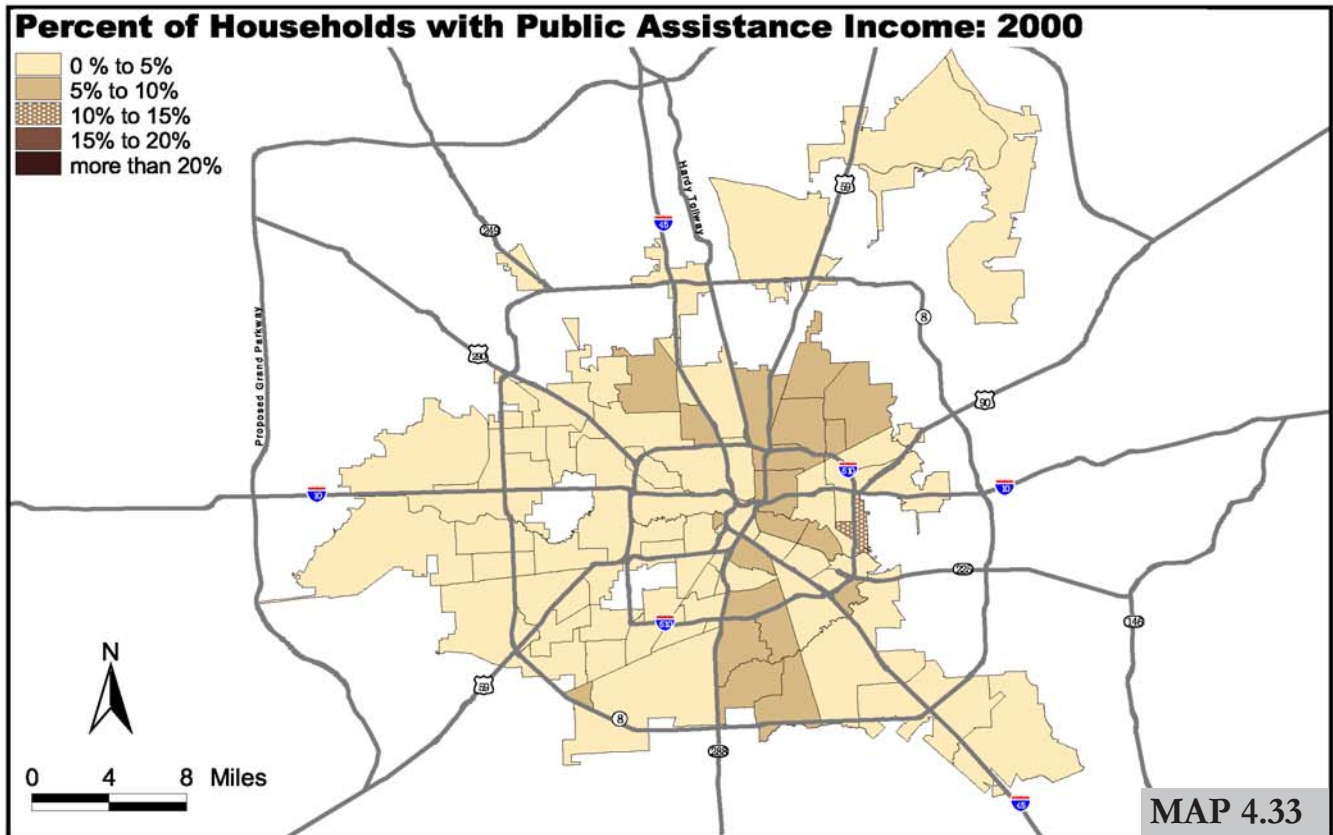 Percent of Households with Public Assistance Income: 2000
0 % to 5%
5% to 10%
10% to 15%
15% to 20%
more than 20%
Hardy Tollway
59
45
249
Proposed Grand Parkway
8
290
90
610
10
10
225
146
610
N
59
8
288
0 4 8 Miles
45
MAP 4.33